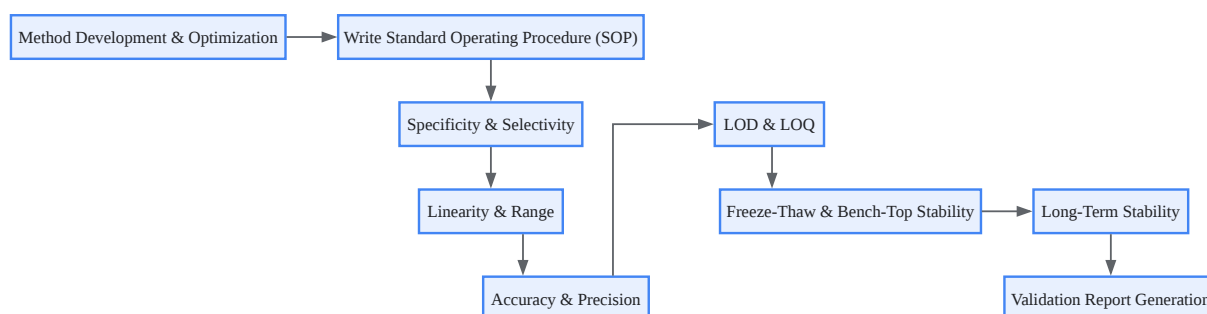 Method Development & Optimization
Write Standard Operating Procedure (SOP)
Specificity & Selectivity
LOD & LOQ
Linearity & Range
Freeze-Thaw & Bench-Top Stability
Long-Term Stability
Accuracy & Precision
Validation Report Generation